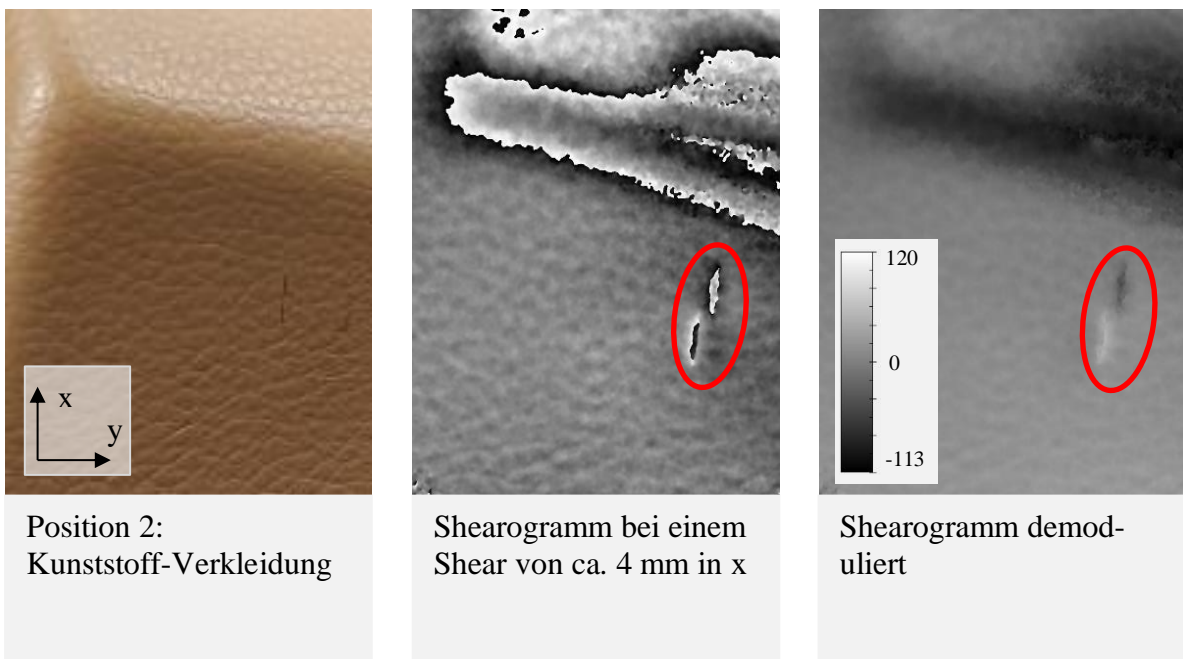 x
y
120
0
-113
Position 2:
Kunststoff-Verkleidung
Shearogramm bei einem
Shear von ca. 4 mm in x
Shearogramm demod-
uliert